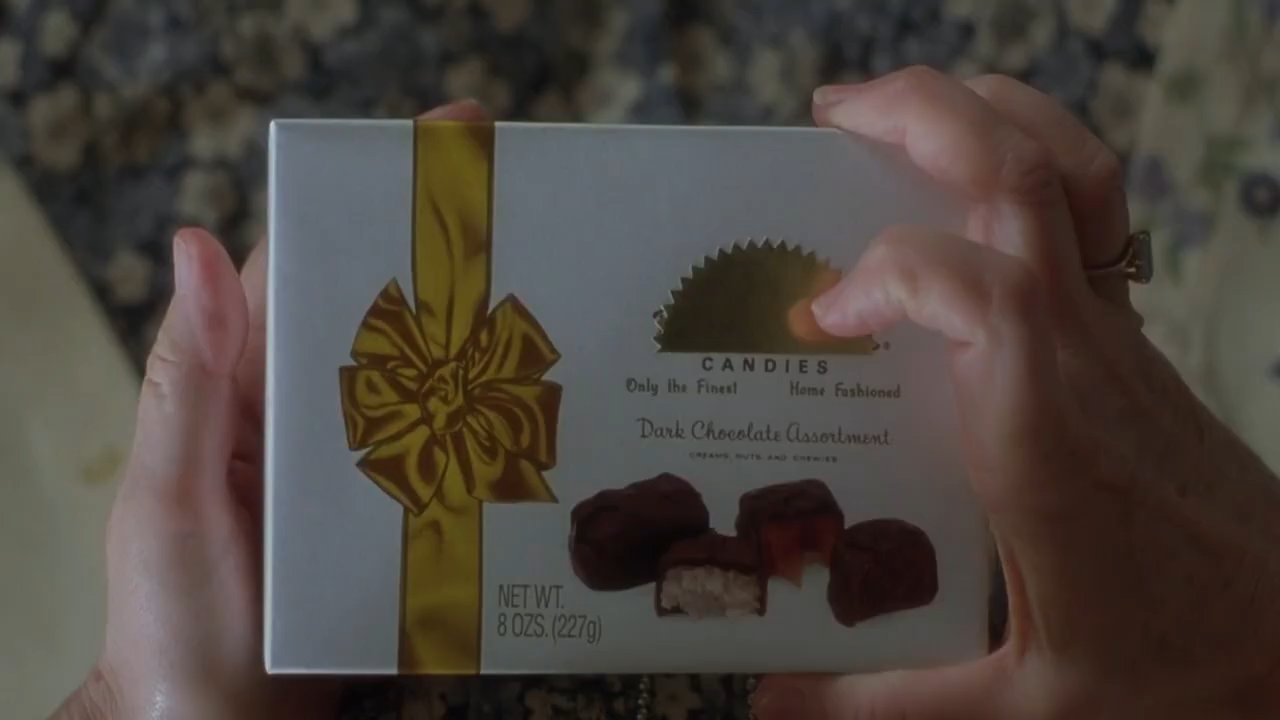 CANDIES
Only the Finest Home Fashioned
Dark Chocolate Assortment
CREAMS, NUTS AND CHEWIES
NET WT.
8 OZS. (227g)